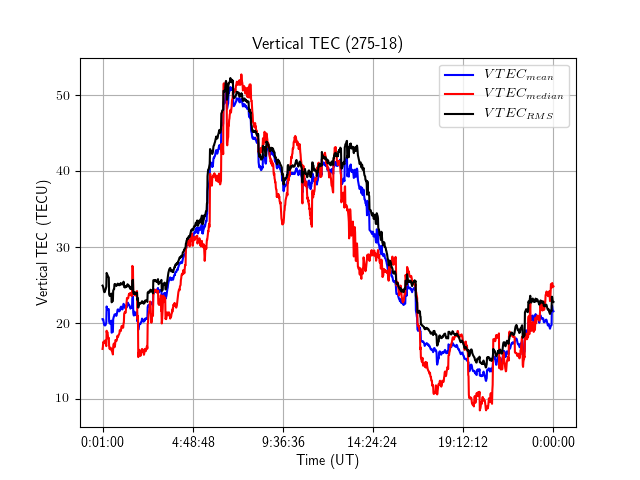 Vertical TEC (275-18)
VTEC_mean
VTEC_median
VTEC_RMS
50
40
30
20
10
Vertical TEC (TECU)
0:01:00 4:48:48 9:36:36 14:24:24 19:12:12 0:00:00
Time (UT)